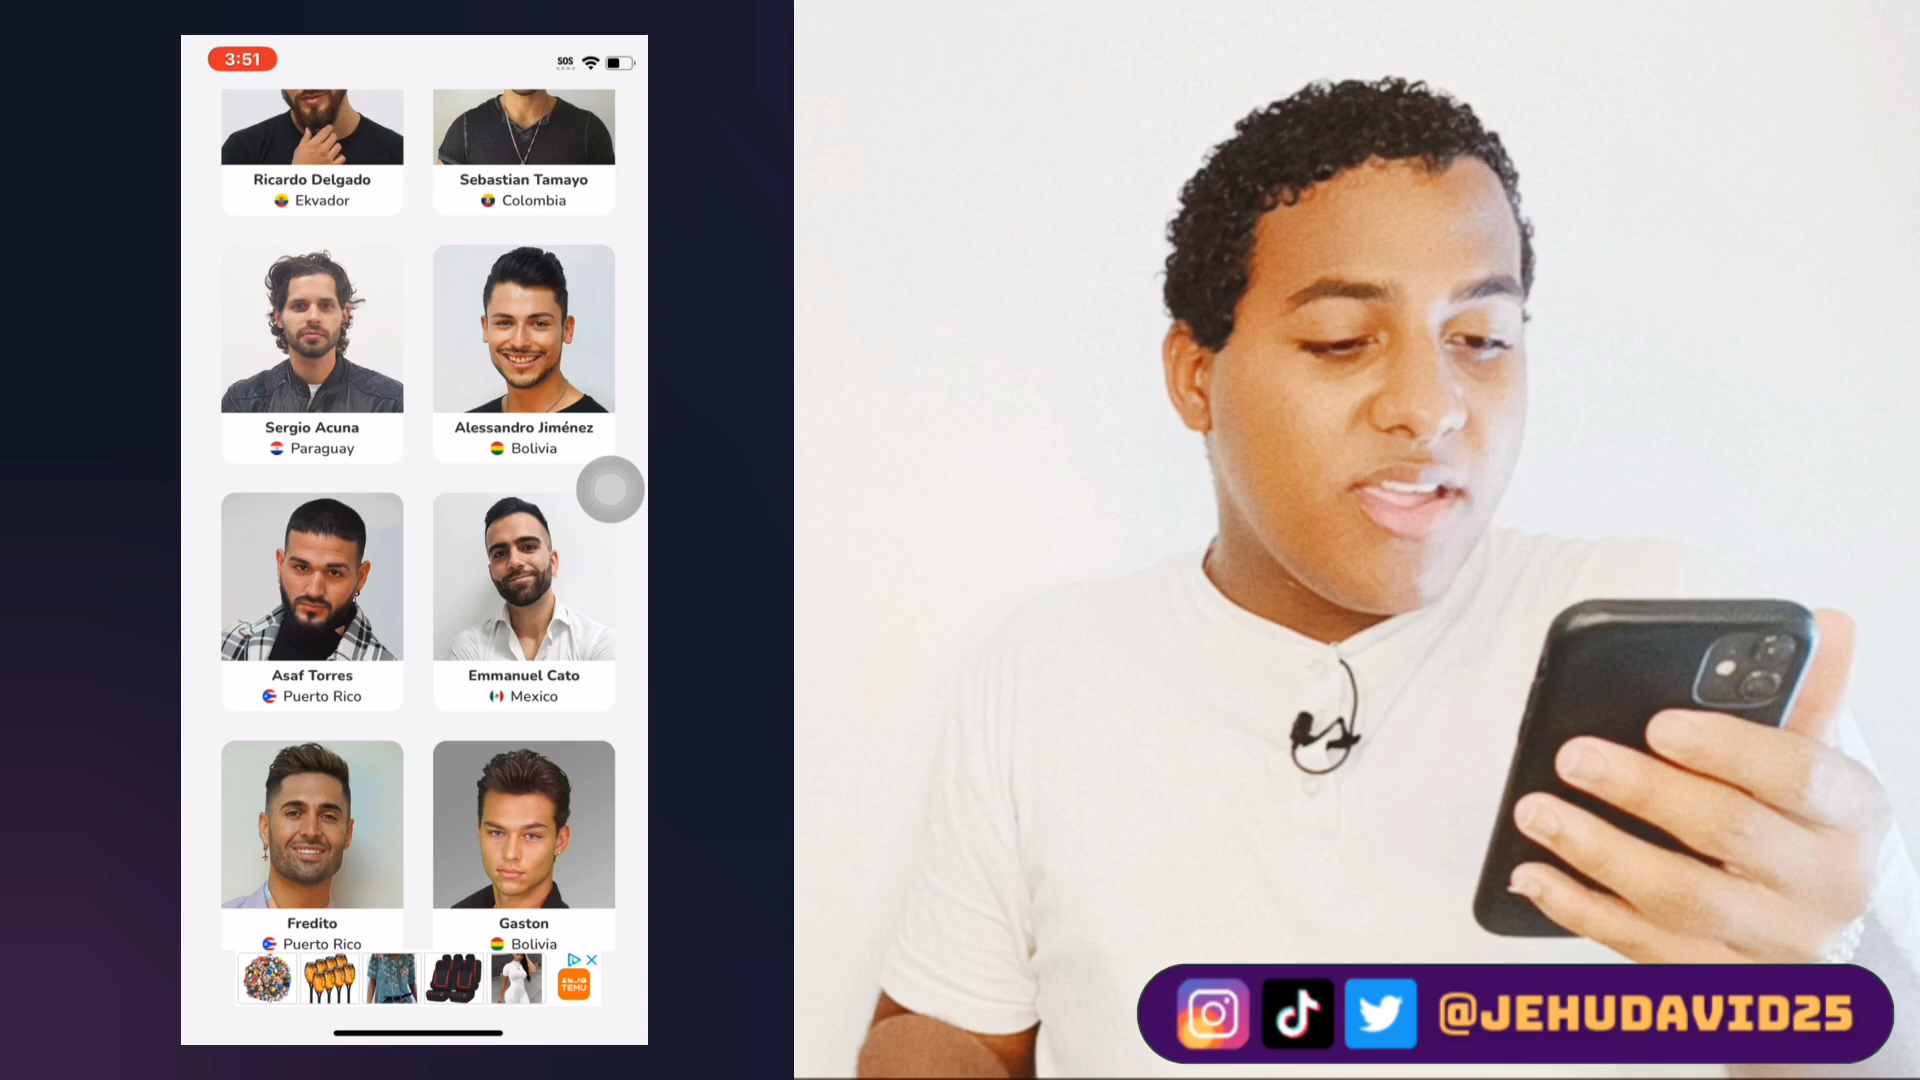 3:51
SOS
Ricardo Delgado
Ekvador
Sebastian Tamayo
Colombia
Sergio Acuna
Paraguay
Alessandro Jiménez
Bolivia
Asaf Torres
Puerto Rico
Emmanuel Cato
Mexico
Fredito
Puerto Rico
Gaston
Bolivia
TEMU
@JEHUDAVID25